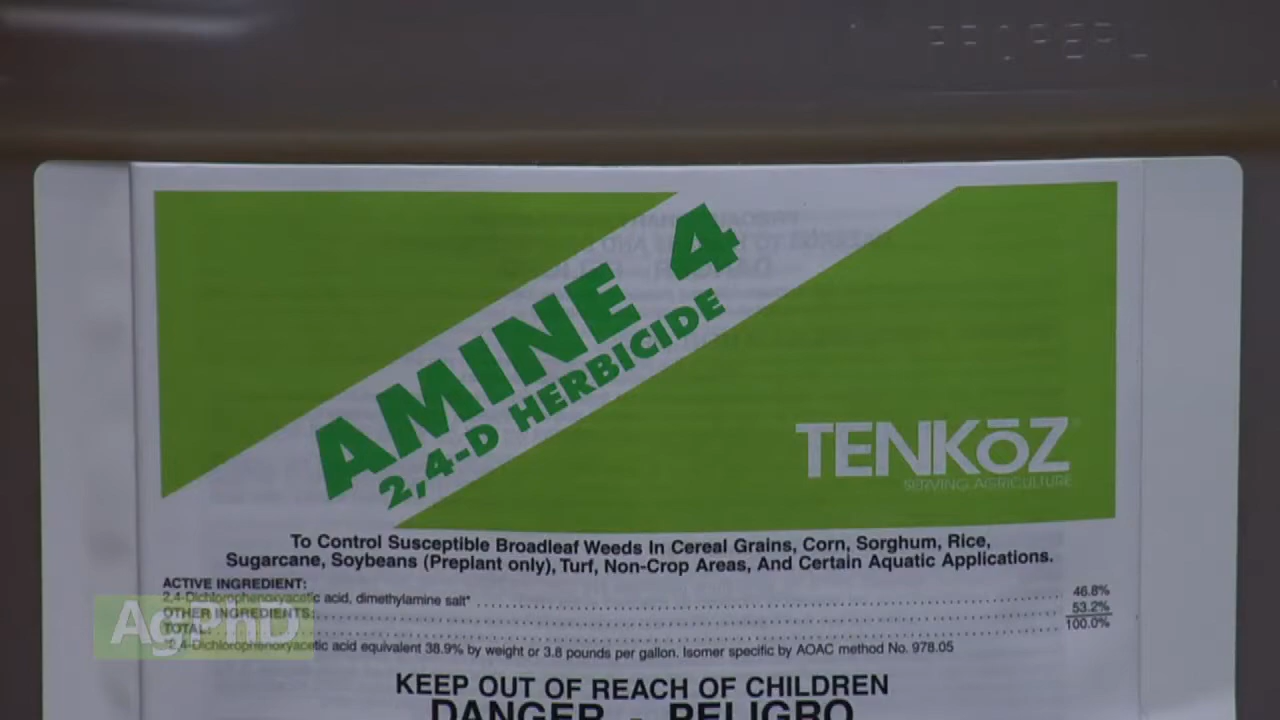 PROPERL
AMINE 4
2,4-D HERBICIDE
TENKōZ
SERVING AGRICULTURE
To Control Susceptible Broadleaf Weeds In Cereal Grains, Corn, Sorghum, Rice,
Sugarcane, Soybeans (Preplant only), Turf, Non-Crop Areas, And Certain Aquatic Applications.
ACTIVE INGREDIENT:
2,4-Dichlorophenoxyacetic acid, dimethylamine salt* 46.8%
OTHER INGREDIENTS: 53.2%
TOTAL: 100.0%
*2,4-Dichlorophenoxyacetic acid equivalent 38.9% by weight or 3.8 pounds per gallon. Isomer specific by AOAC method No. 978.05
AgPhD
KEEP OUT OF REACH OF CHILDREN
DANGER - PELIGRO